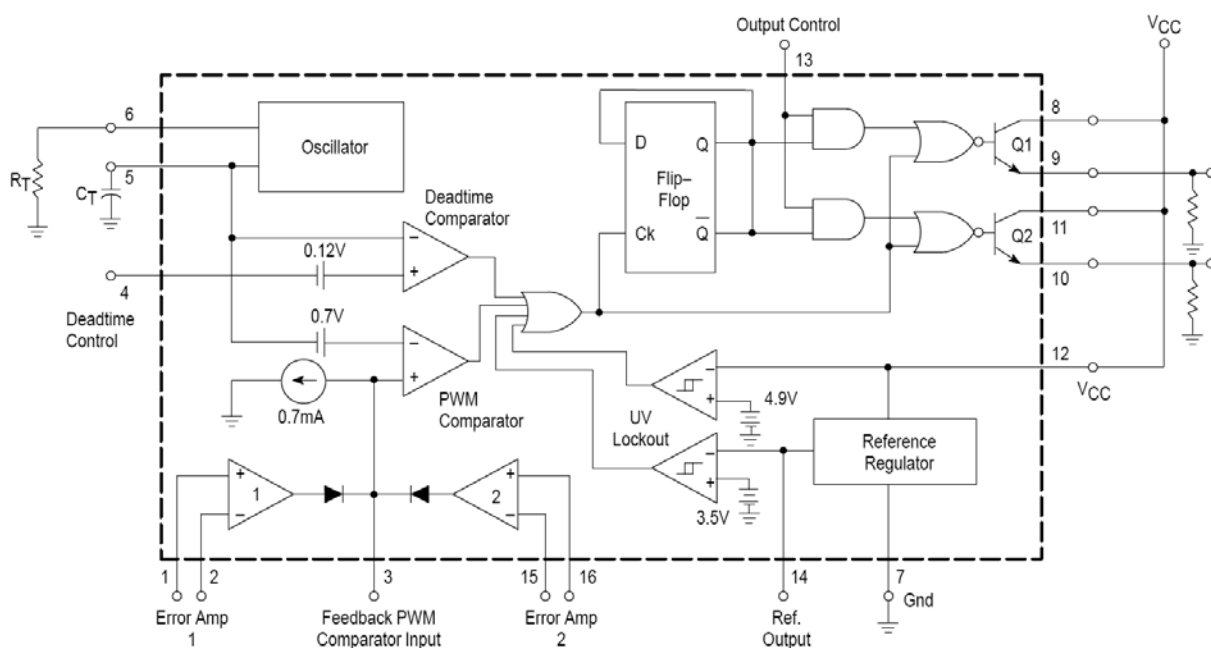 Output Control
13
VCC
6
Oscillator
RT
5
CT
D
Q
Flip–
Flop
Ck
Q
8
Q1
9
11
Q2
10
Deadtime
Comparator
–
+
0.12V
4
Deadtime
Control
0.7V
–
+
0.7mA
PWM
Comparator
UV
Lockout
–
+
4.9V
–
+
3.5V
12
VCC
Reference
Regulator
+
1
–
+
2
–
1
2
3
15
16
14
7
Error Amp
1
Feedback PWM
Comparator Input
Error Amp
2
Ref.
Output
Gnd